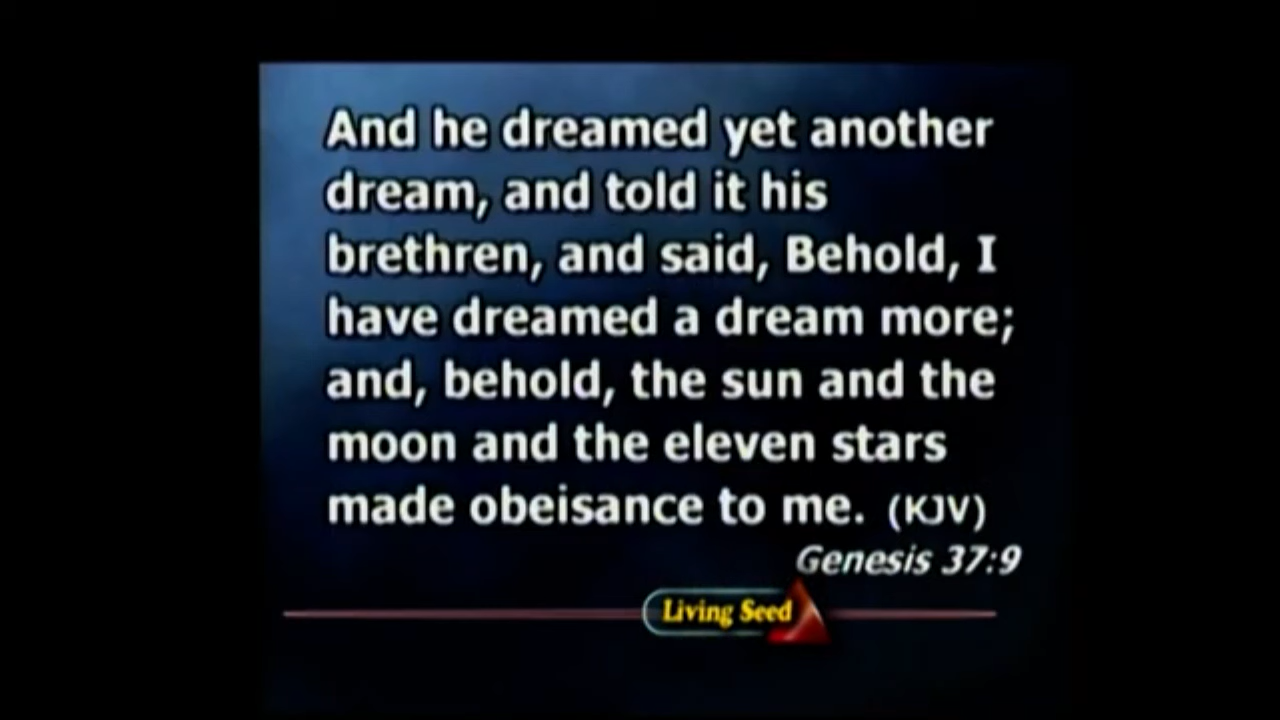 And he dreamed yet another
dream, and told it his
brethren, and said, Behold, I
have dreamed a dream more;
and, behold, the sun and the
moon and the eleven stars
made obeisance to me. (KJV)
Genesis 37:9
Living Seed